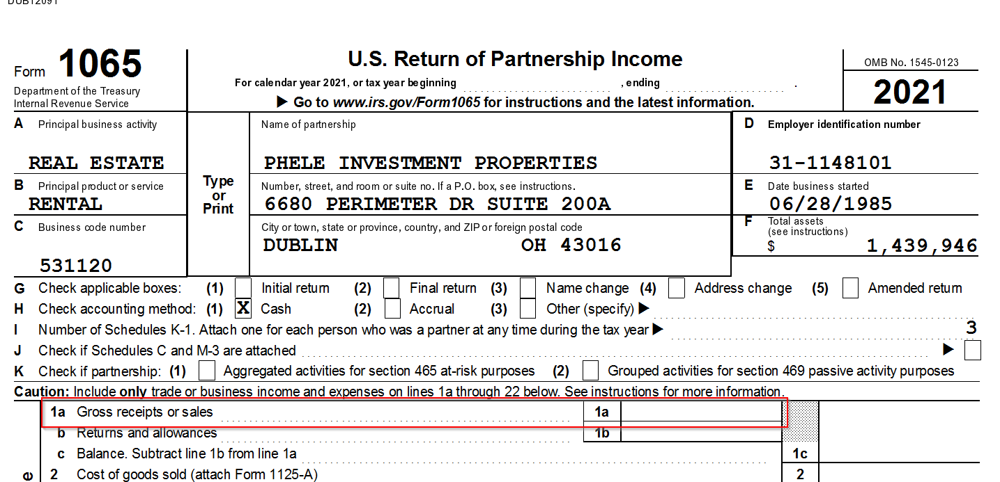 DUB12091
Form 1065
Department of the Treasury
Internal Revenue Service
U.S. Return of Partnership Income
For calendar year 2021, or tax year beginning , ending .
▶ Go to www.irs.gov/Form1065 for instructions and the latest information.
OMB No. 1545-0123
2021
A Principal business activity
REAL ESTATE
B Principal product or service
RENTAL
C Business code number
531120
Type
or
Print
Name of partnership
PHELE INVESTMENT PROPERTIES
Number, street, and room or suite no. If a P.O. box, see instructions.
6680 PERIMETER DR SUITE 200A
City or town, state or province, country, and ZIP or foreign postal code
DUBLIN OH 43016
D Employer identification number
31-1148101
E Date business started
06/28/1985
F Total assets
(see instructions)
$ 1,439,946
G Check applicable boxes: (1) Initial return (2) Final return (3) Name change (4) Address change (5) Amended return
H Check accounting method: (1) X Cash (2) Accrual (3) Other (specify) ▶
I Number of Schedules K-1. Attach one for each person who was a partner at any time during the tax year ▶ 3
J Check if Schedules C and M-3 are attached ▶
K Check if partnership: (1) Aggregated activities for section 465 at-risk purposes (2) Grouped activities for section 469 passive activity purposes
Caution: Include only trade or business income and expenses on lines 1a through 22 below. See instructions for more information.
1a Gross receipts or sales 1a
b Returns and allowances 1b
c Balance. Subtract line 1b from line 1a 1c
e 2 Cost of goods sold (attach Form 1125-A) 2